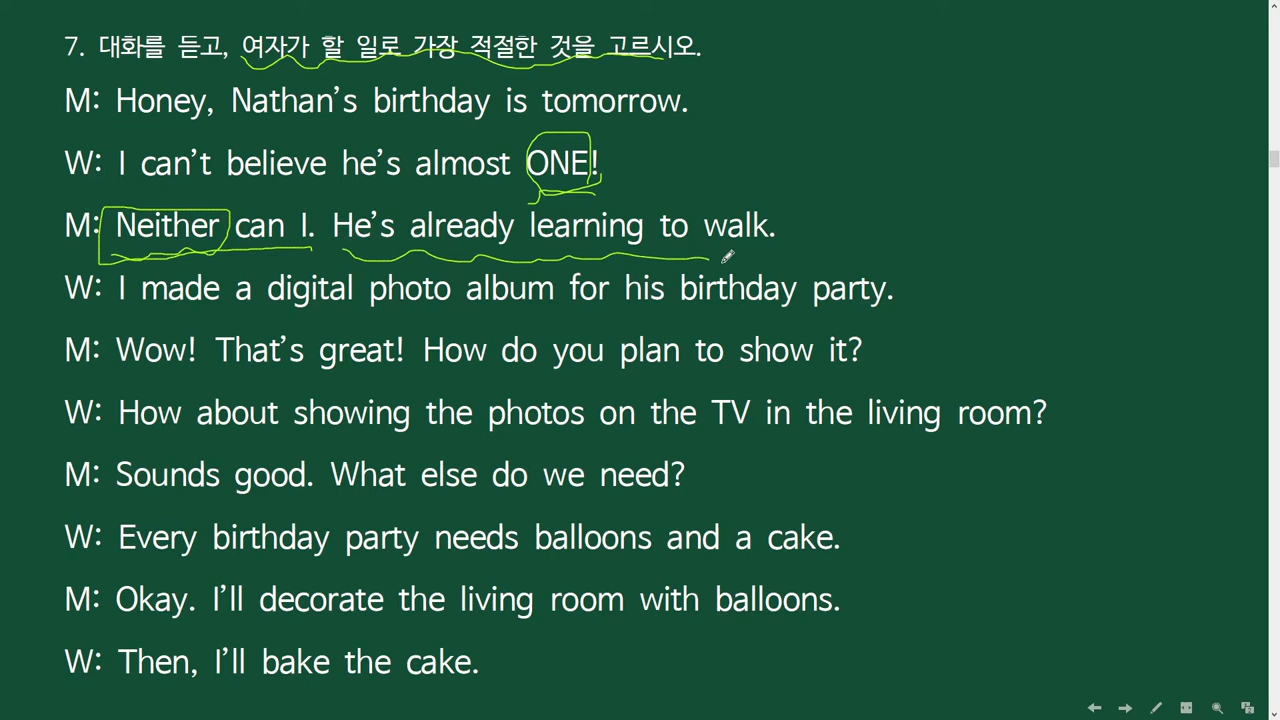 7. 대화를 듣고, 여자가 할 일로 가장 적절한 것을 고르시오.
M: Honey, Nathan’s birthday is tomorrow.
W: I can’t believe he’s almost ONE!
M: Neither can I. He’s already learning to walk.
W: I made a digital photo album for his birthday party.
M: Wow! That’s great! How do you plan to show it?
W: How about showing the photos on the TV in the living room?
M: Sounds good. What else do we need?
W: Every birthday party needs balloons and a cake.
M: Okay. I’ll decorate the living room with balloons.
W: Then, I’ll bake the cake.